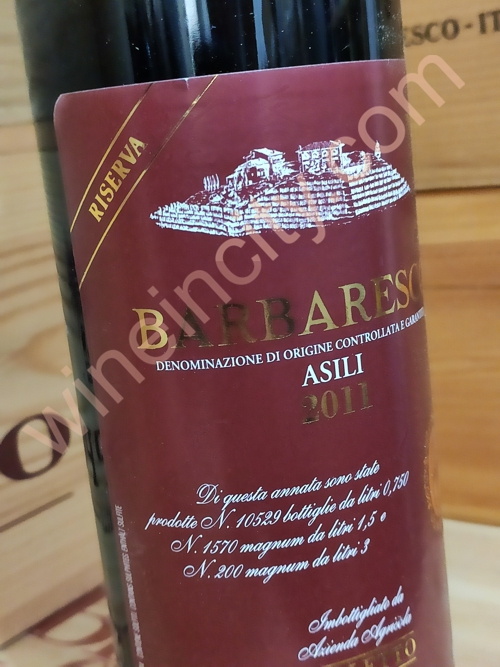 ESCO-IT
RISERVA
BARBARESC
DENOMINAZIONE DI ORIGINE CONTROLLATA E GARANTI
ASILI
2011
Di questa annata sono state
prodotte N. 10529 bottiglie da litri 0,750
N. 1570 magnum da litri 1,5 e
N. 200 magnum da litri 3
Imbottigliato da
Azienda Agricola
wineincity.com